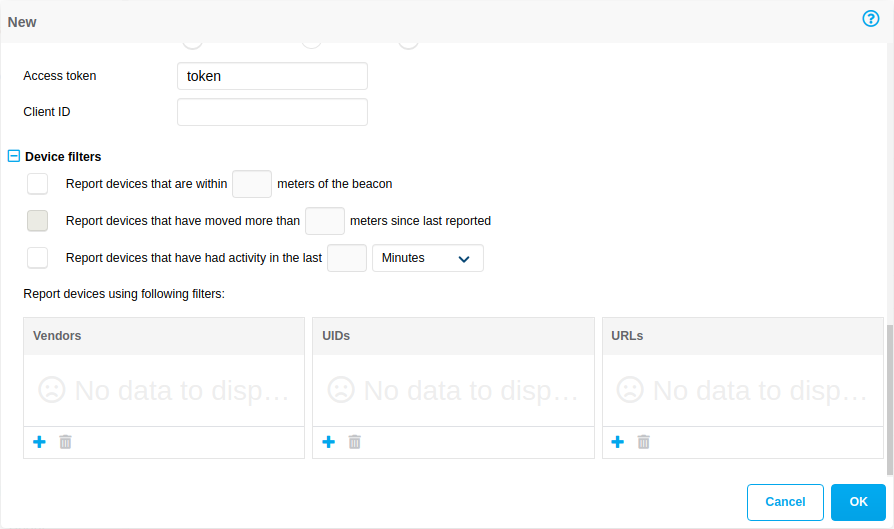 New
Access token token
Client ID
Device filters
Report devices that are within meters of the beacon
Report devices that have moved more than meters since last reported
Report devices that have had activity in the last Minutes
Report devices using following filters:
Vendors UIDs URLs
No data to disp... No data to disp... No data to disp...
Cancel OK